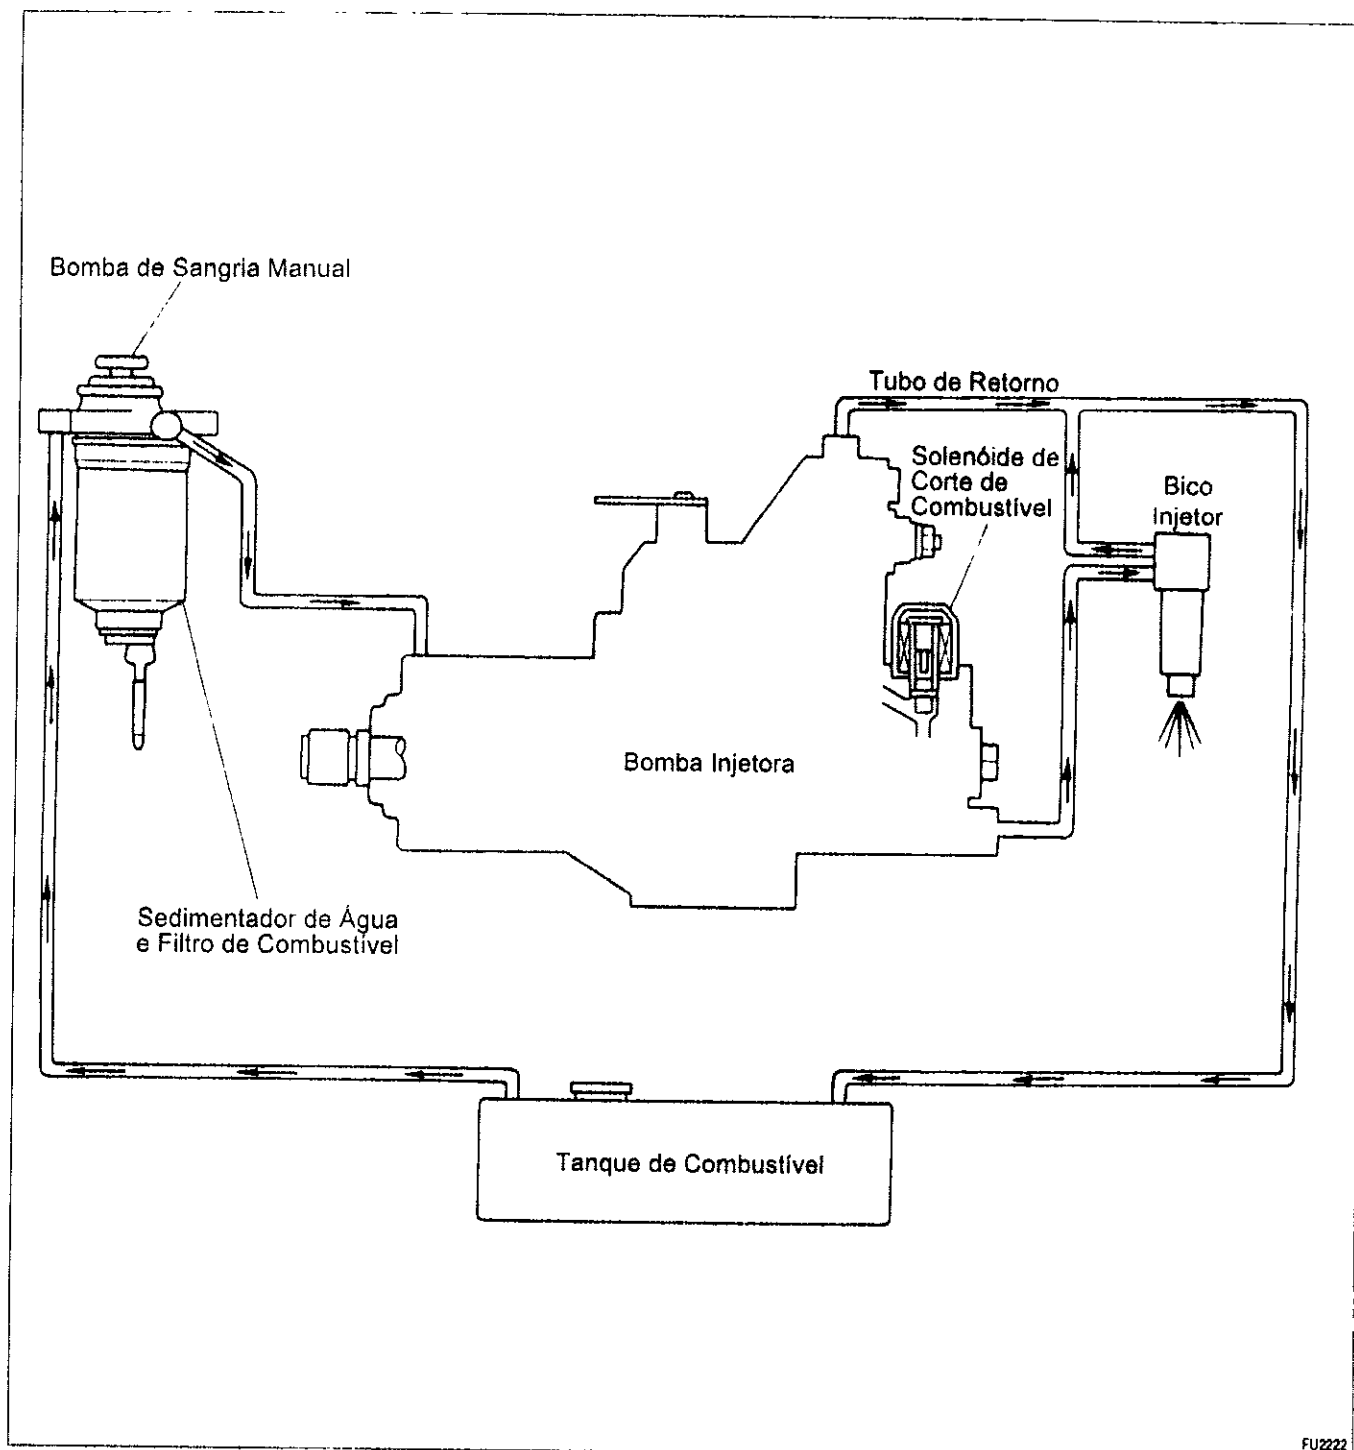 Bomba de Sangria Manual
Tubo de Retorno
Solenóide de
Corte de
Combustível
Bico
Injetor
Bomba Injetora
Sedimentador de Água
e Filtro de Combustível
Tanque de Combustível
FU2222